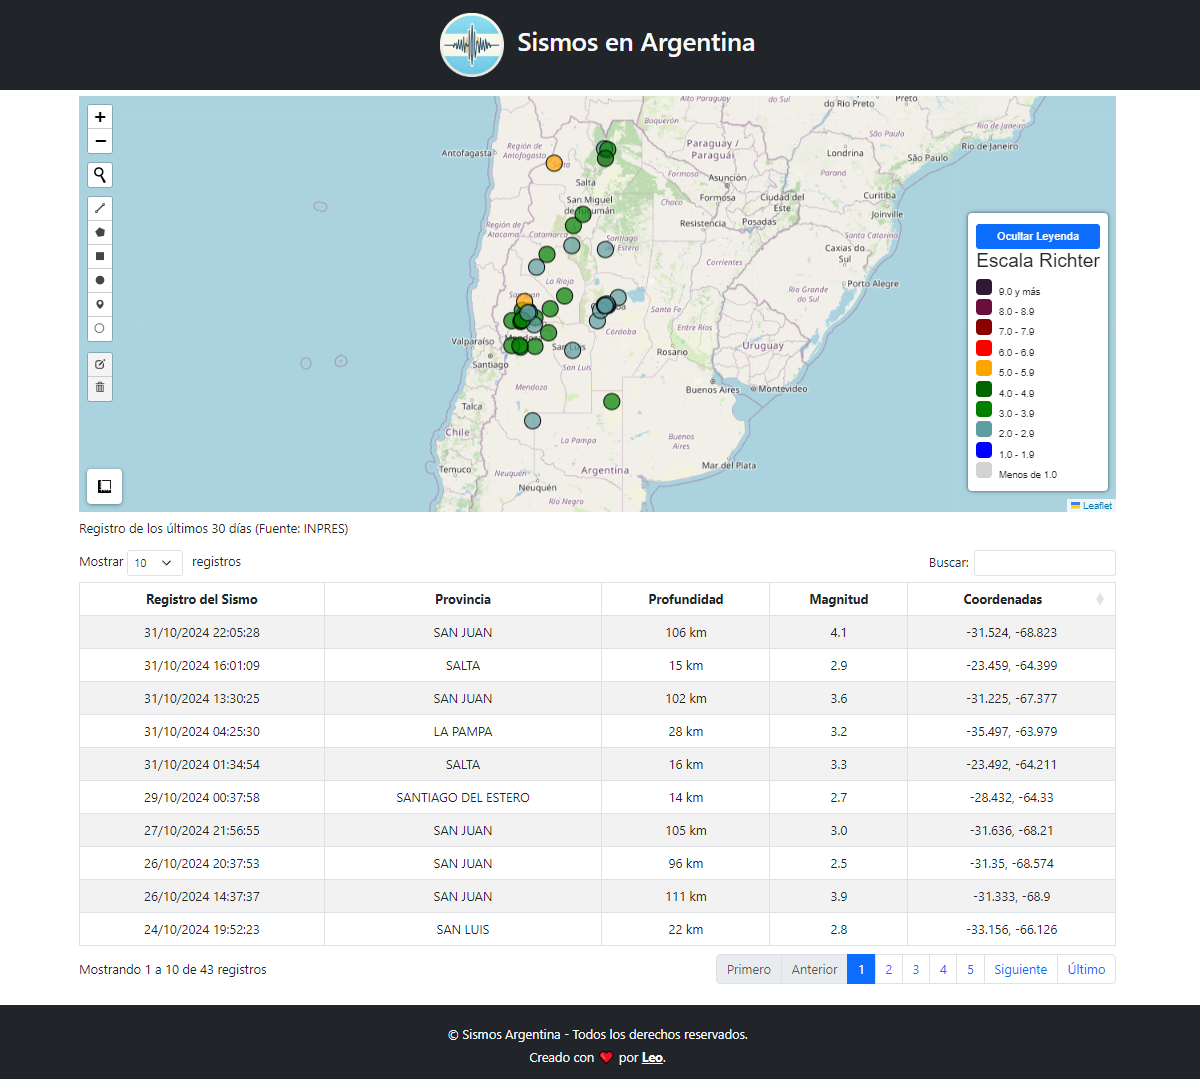 Sismos en Argentina
+
−
Alto Paraguay
do Sul
do Rio Preto
Preto
Boquerón
Rio de Janeiro
Rio de Janeiro
Antofagasta
Región de
Antofagasta
Paraguay /
Paraguái
São Paulo
Londrina
São Paulo
Salta
Asunción
Paraná
Formosa
Formosa
Ciudad del
Este
Curitiba
San Miguel
de Tucumán
Chaco
Resistencia
Posadas
Joinville
Región de
Atacama
Catamarca
Santiago
Estero
Santa Catarina
Caxias do
Sul
Corrientes
La Rioja
Porto Alegre
Rio Grande
do Sul
Santa Fe
Entre Ríos
Córdoba
Uruguay
Valparaíso
Santiago
San Luis
Rosario
Mendoza
Buenos Aires
Montevideo
Talca
Chile
La Pampa
Buenos
Aires
Mar del Plata
Temuco
Neuquén
Argentina
Neuquén
Río Negro
Ocultar Leyenda
Escala Richter
9.0 y más
8.0 - 8.9
7.0 - 7.9
6.0 - 6.9
5.0 - 5.9
4.0 - 4.9
3.0 - 3.9
2.0 - 2.9
1.0 - 1.9
Menos de 1.0
Leaflet
Registro de los últimos 30 días (Fuente: INPRES)
Mostrar 10 registros Buscar:
Registro del Sismo Provincia Profundidad Magnitud Coordenadas
31/10/2024 22:05:28 SAN JUAN 106 km 4.1 -31.524, -68.823
31/10/2024 16:01:09 SALTA 15 km 2.9 -23.459, -64.399
31/10/2024 13:30:25 SAN JUAN 102 km 3.6 -31.225, -67.377
31/10/2024 04:25:30 LA PAMPA 28 km 3.2 -35.497, -63.979
31/10/2024 01:34:54 SALTA 16 km 3.3 -23.492, -64.211
29/10/2024 00:37:58 SANTIAGO DEL ESTERO 14 km 2.7 -28.432, -64.33
27/10/2024 21:56:55 SAN JUAN 105 km 3.0 -31.636, -68.21
26/10/2024 20:37:53 SAN JUAN 96 km 2.5 -31.35, -68.574
26/10/2024 14:37:37 SAN JUAN 111 km 3.9 -31.333, -68.9
24/10/2024 19:52:23 SAN LUIS 22 km 2.8 -33.156, -66.126
Mostrando 1 a 10 de 43 registros Primero Anterior 1 2 3 4 5 Siguiente Último
© Sismos Argentina - Todos los derechos reservados.
Creado con ❤ por Leo.